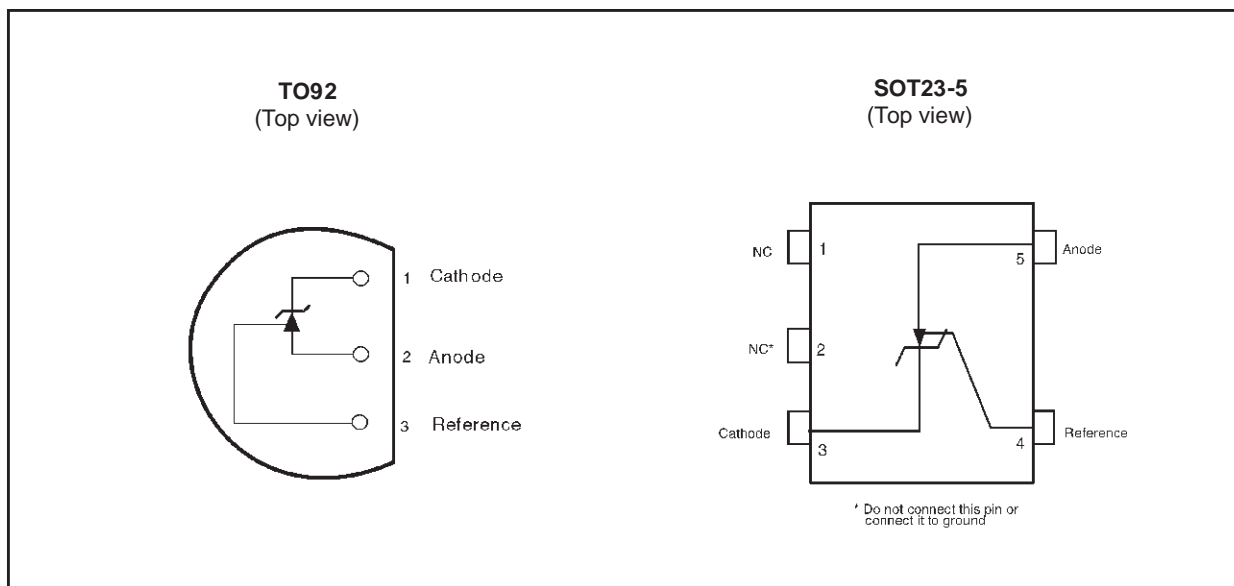 TO92
(Top view)
1 Cathode
2 Anode
3 Reference
SOT23-5
(Top view)
NC 1
5 Anode
NC* 2
Cathode 3
4 Reference
* Do not connect this pin or
connect it to ground